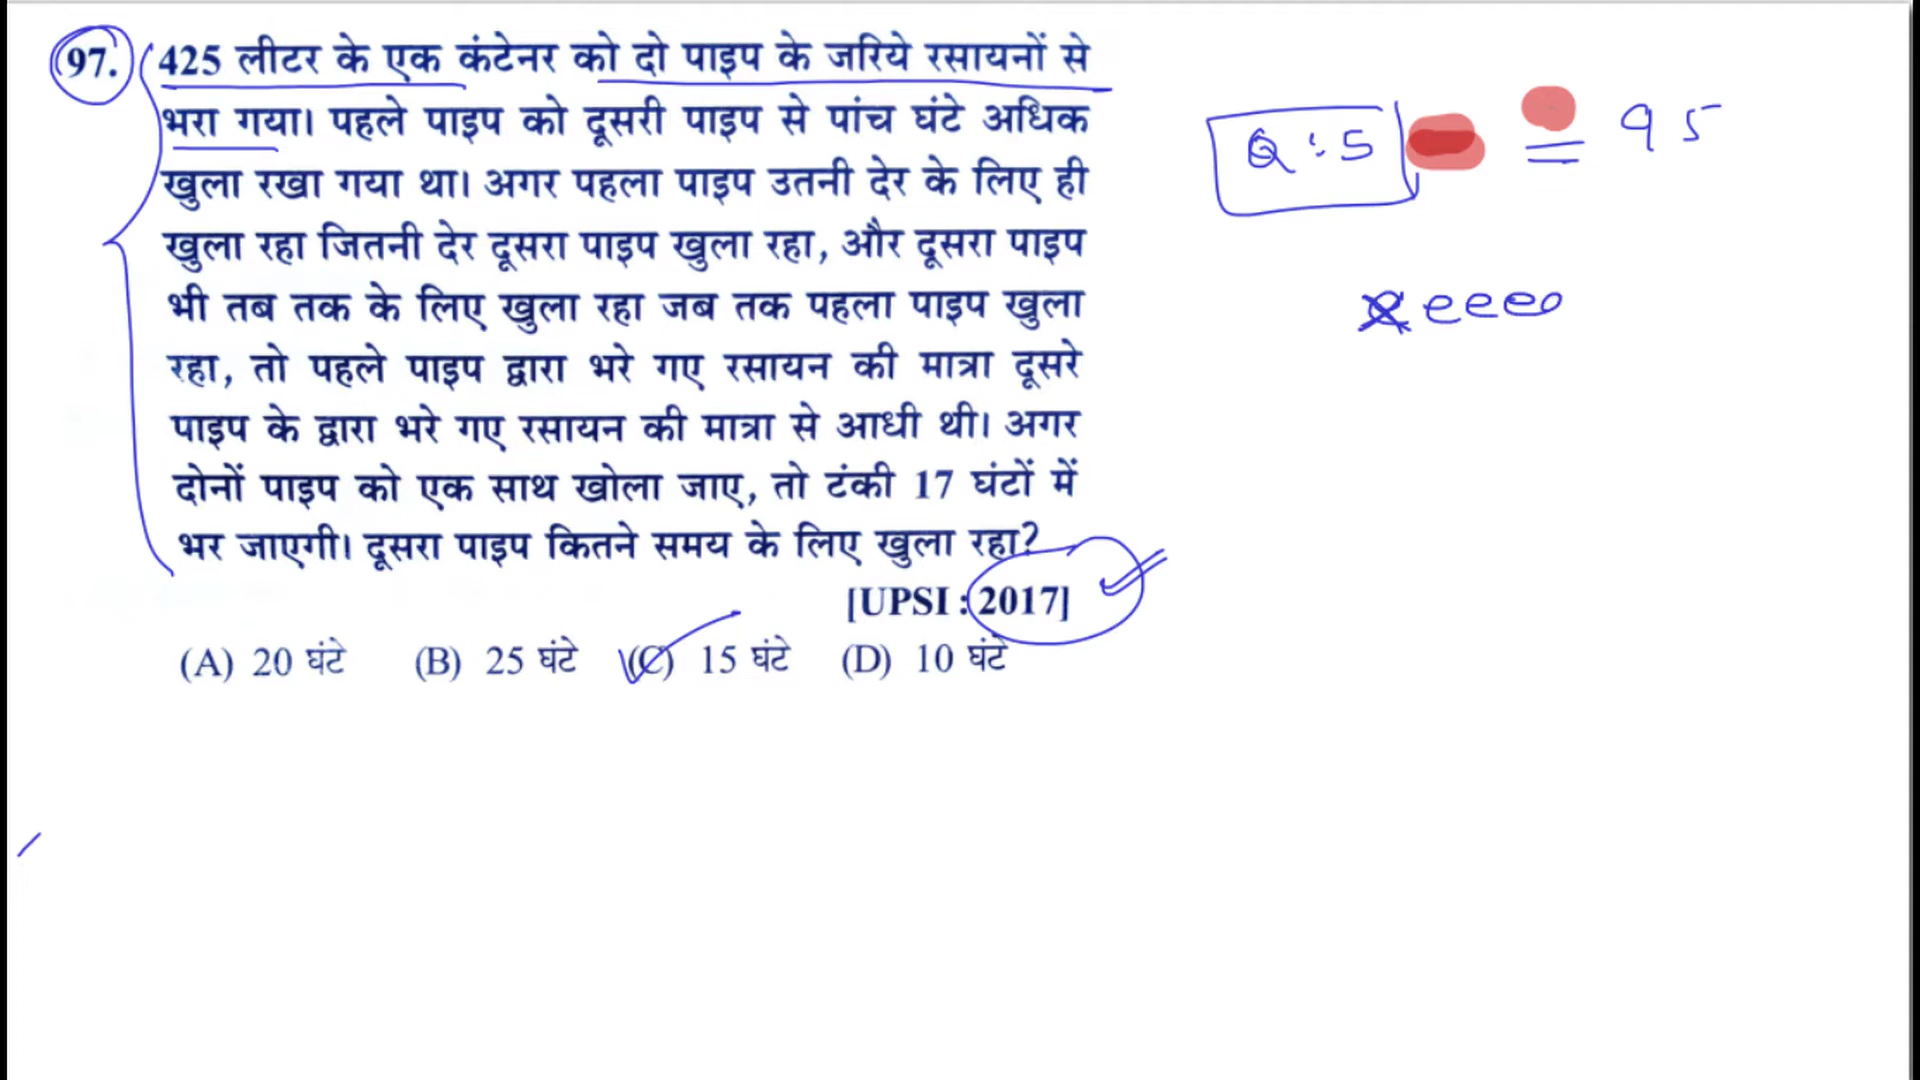 97. 425 लीटर के एक कंटेनर को दो पाइप के जरिये रसायनों से
भरा गया। पहले पाइप को दूसरी पाइप से पांच घंटे अधिक
खुला रखा गया था। अगर पहला पाइप उतनी देर के लिए ही
खुला रहा जितनी देर दूसरा पाइप खुला रहा, और दूसरा पाइप
भी तब तक के लिए खुला रहा जब तक पहला पाइप खुला
रहा, तो पहले पाइप द्वारा भरे गए रसायन की मात्रा दूसरे
पाइप के द्वारा भरे गए रसायन की मात्रा से आधी थी। अगर
दोनों पाइप को एक साथ खोला जाए, तो टंकी 17 घंटों में
भर जाएगी। दूसरा पाइप कितने समय के लिए खुला रहा?
[UPSI : 2017]
(A) 20 घंटे (B) 25 घंटे (C) 15 घंटे (D) 10 घंटे
Q : 5 = 95